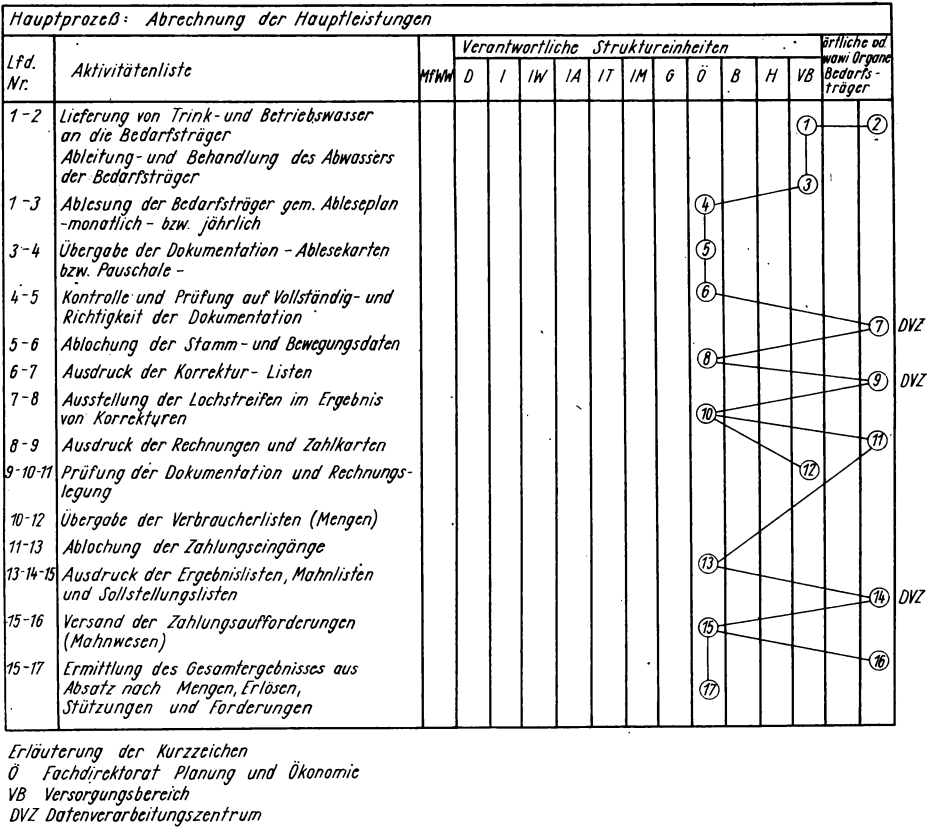 Hauptprozeß: Abrechnung der Hauptleistungen
Lfd. Nr.
Aktivitätenliste
MfWW
Verantwortliche Struktureinheiten
D I IW IA IT IM G Ö B H VB
örtliche od.
wawi Organe
Bedarfs-
träger
1-2 Lieferung von Trink- und Betriebswasser
an die Bedarfsträger
Ableitung- und Behandlung des Abwassers
der Bedarfsträger
1 2
3
1-3 Ablesung der Bedarfsträger gem. Ableseplan
-monatlich- bzw. jährlich
4
3-4 Übergabe der Dokumentation - Ablesekarten
bzw. Pauschale -
5
4-5 Kontrolle und Prüfung auf Vollständig- und
Richtigkeit der Dokumentation
6
7 DVZ
5-6 Ablochung der Stamm- und Bewegungsdaten
8
6-7 Ausdruck der Korrektur- Listen
9 DVZ
7-8 Ausstellung der Lochstreifen im Ergebnis
von Korrekturen
10
8-9 Ausdruck der Rechnungen und Zahlkarten
11
9-10-11 Prüfung der Dokumentation und Rechnungs-
legung
12
10-12 Übergabe der Verbraucherlisten (Mengen)
11-13 Ablochung der Zahlungseingänge
13
13-14-15 Ausdruck der Ergebnislisten, Mahnlisten
und Sollstellungslisten
14 DVZ
15-16 Versand der Zahlungsaufforderungen
(Mahnwesen)
15
16
15-17 Ermittlung des Gesamtergebnisses aus
Absatz nach Mengen, Erlösen,
Stützungen und Forderungen
17
Erläuterung der Kurzzeichen
Ö Fachdirektorat Planung und Ökonomie
VB Versorgungsbereich
DVZ Datenverarbeitungszentrum